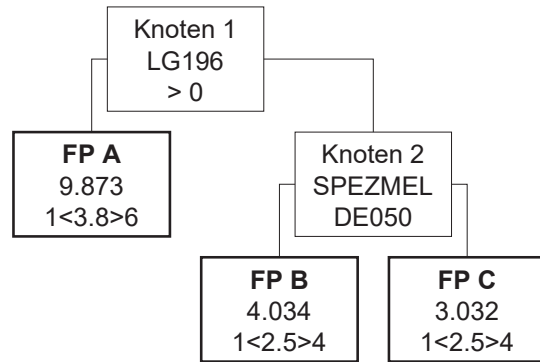 Knoten 1
LG196
> 0
FP A
9.873
1<3.8>6
Knoten 2
SPEZMEL
DE050
FP B
4.034
1<2.5>4
FP C
3.032
1<2.5>4